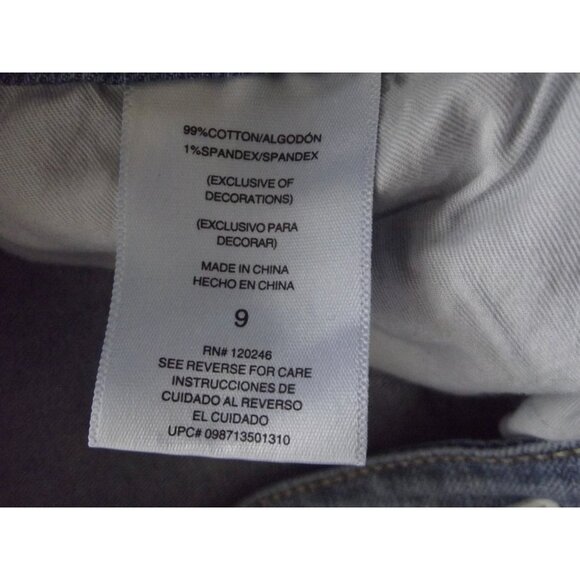 99%COTTON/ALGODÓN
1%SPANDEX/SPANDEX
(EXCLUSIVE OF
DECORATIONS)
(EXCLUSIVO PARA
DECORAR)
MADE IN CHINA
HECHO EN CHINA
9
RN# 120246
SEE REVERSE FOR CARE
INSTRUCCIONES DE
CUIDADO AL REVERSO
EL CUIDADO
UPC# 098713501310